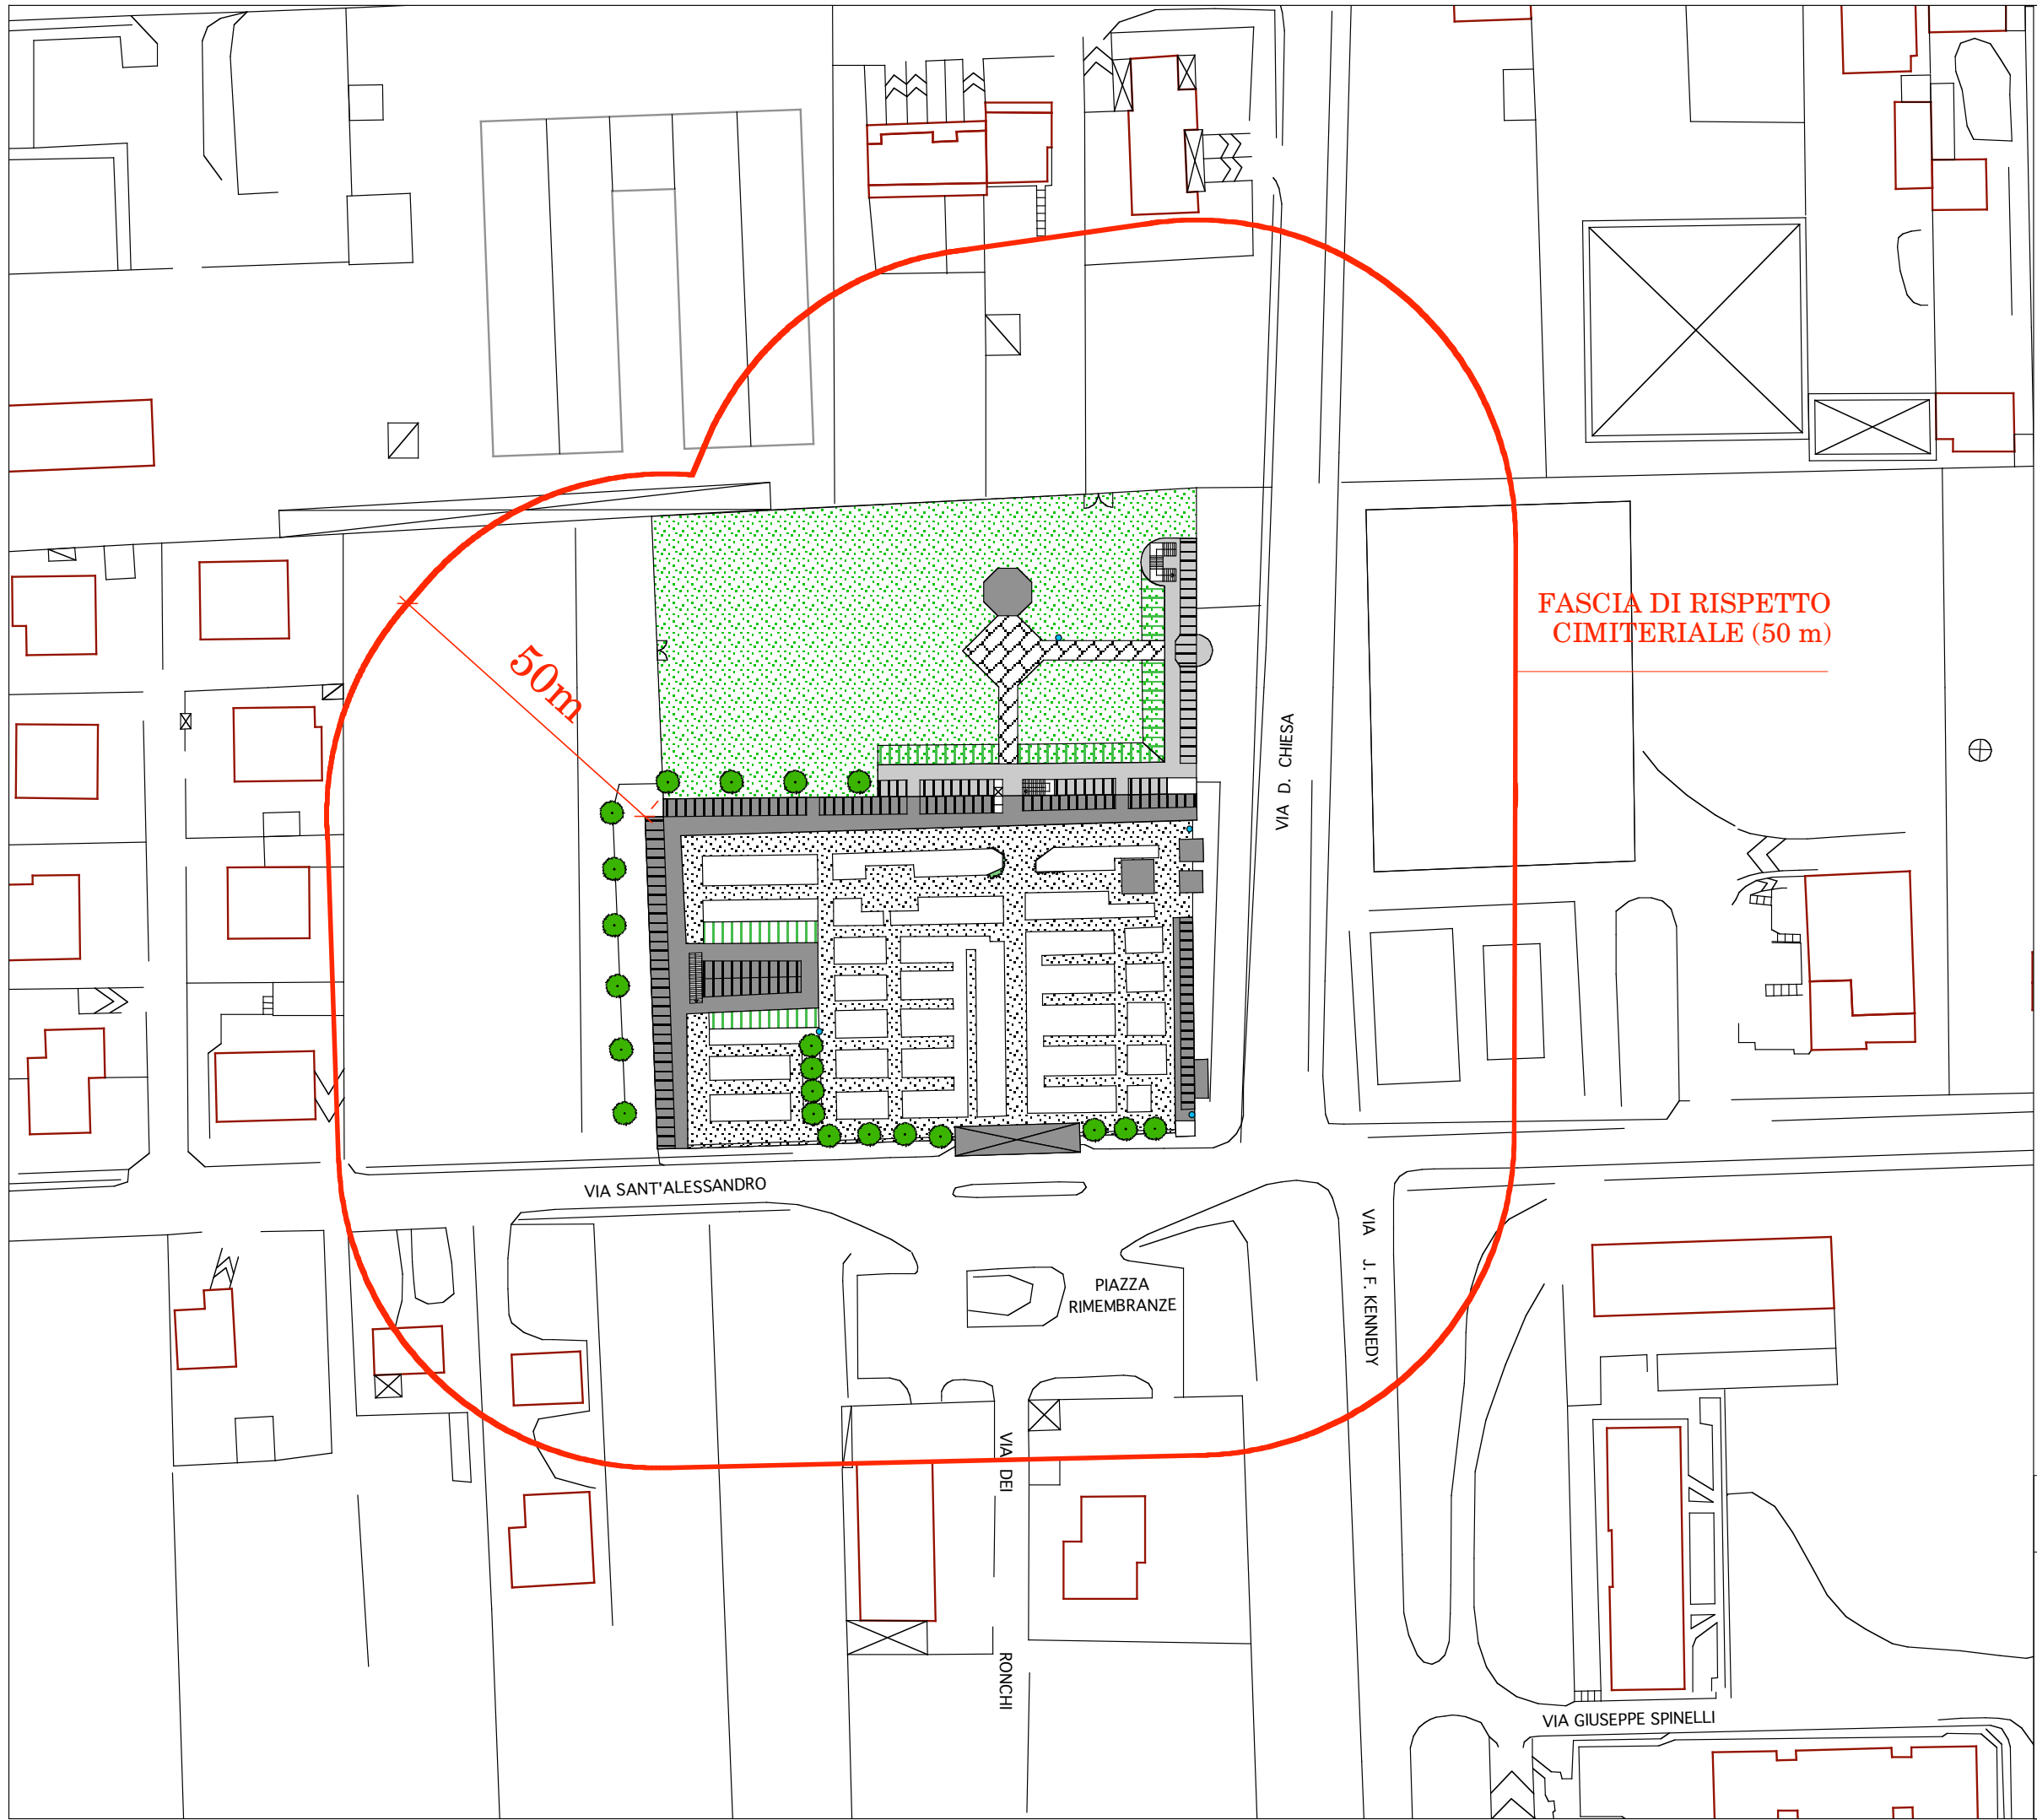 FASCIA DI RISPETTO
CIMITERIALE (50 m)
50m
VIA D. CHIESA
VIA SANT'ALESSANDRO
PIAZZA
RIMEMBRANZE
VIA J. F. KENNEDY
VIA DEI RONCHI
VIA GIUSEPPE SPINELLI